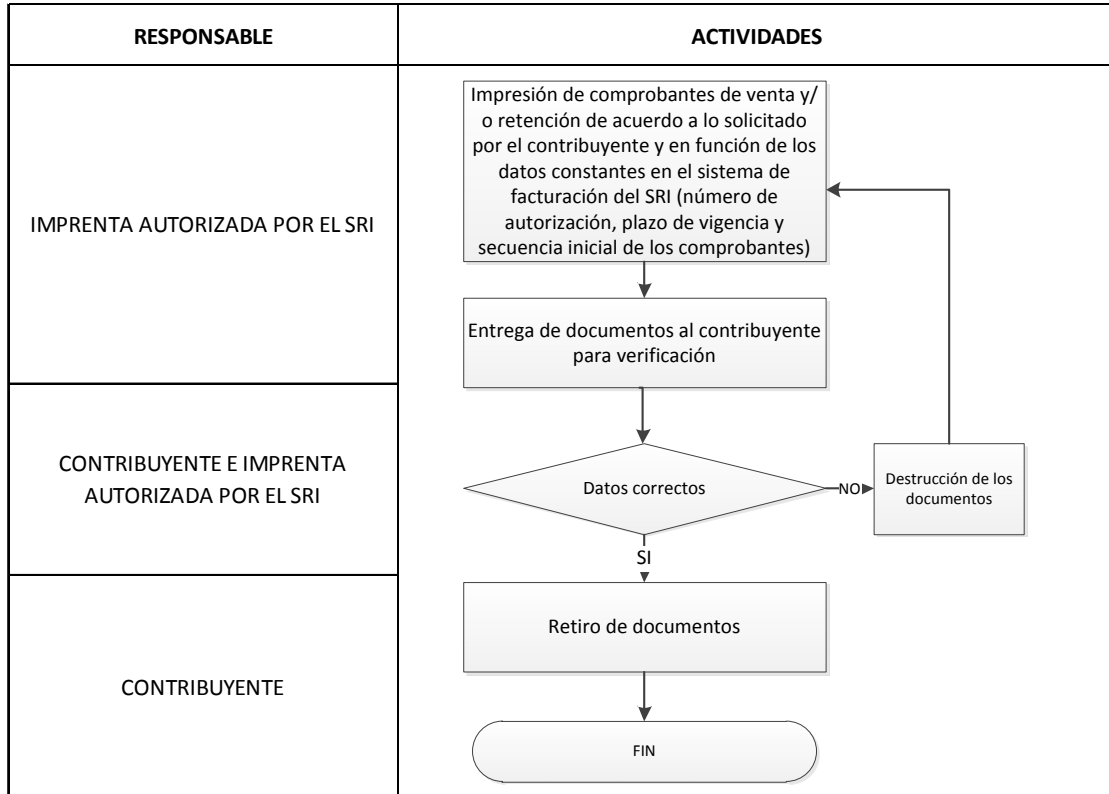 RESPONSABLE
ACTIVIDADES
IMPRENTA AUTORIZADA POR EL SRI
Impresión de comprobantes de venta y/
o retención de acuerdo a lo solicitado
por el contribuyente y en función de los
datos constantes en el sistema de
facturación del SRI (número de
autorización, plazo de vigencia y
secuencia inicial de los comprobantes)
Entrega de documentos al contribuyente
para verificación
CONTRIBUYENTE E IMPRENTA
AUTORIZADA POR EL SRI
Datos correctos
NO
Destrucción de los
documentos
SI
CONTRIBUYENTE
Retiro de documentos
FIN